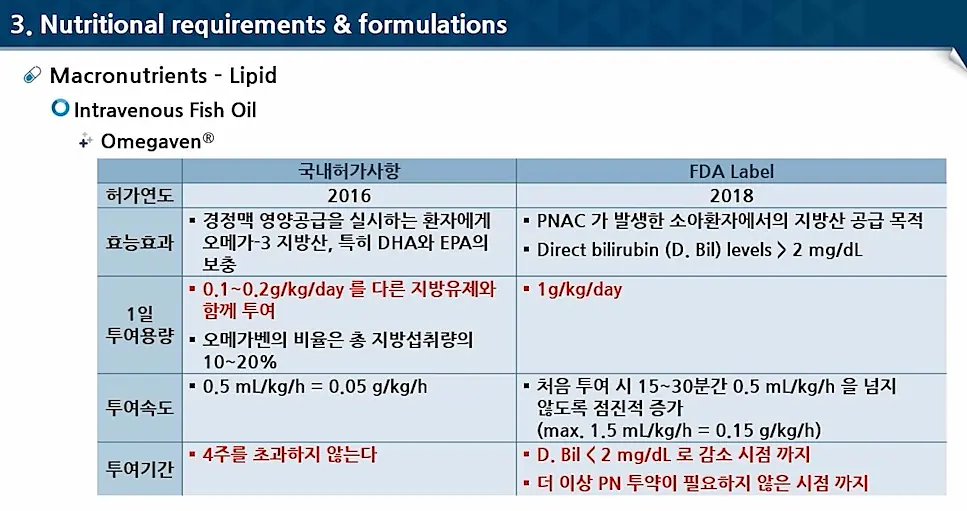 3. Nutritional requirements & formulations
Macronutrients - Lipid
Intravenous Fish Oil
Omegaven®
국내허가사항 FDA Label
허가연도 2016 2018
효능효과
▪ 경정맥 영양공급을 실시하는 환자에게
오메가-3 지방산, 특히 DHA와 EPA의
보충
▪ PNAC 가 발생한 소아환자에서의 지방산 공급 목적
▪ Direct bilirubin (D. Bil) levels > 2 mg/dL
1일
투여용량
▪ 0.1~0.2g/kg/day 를 다른 지방유제와
함께 투여
▪ 오메가벤의 비율은 총 지방섭취량의
10~20%
▪ 1g/kg/day
투여속도
▪ 0.5 mL/kg/h = 0.05 g/kg/h
▪ 처음 투여 시 15~30분간 0.5 mL/kg/h 을 넘지
않도록 점진적 증가
(max. 1.5 mL/kg/h = 0.15 g/kg/h)
투여기간
▪ 4주를 초과하지 않는다
▪ D. Bil < 2 mg/dL 로 감소 시점 까지
▪ 더 이상 PN 투약이 필요하지 않은 시점 까지